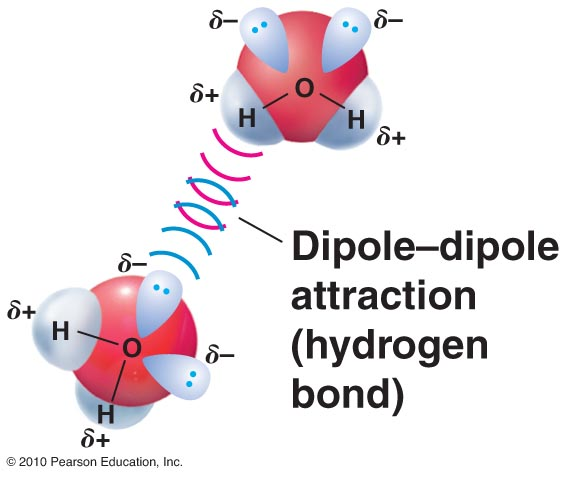 δ– δ–
O
δ+
H H
δ+
Dipole–dipole
attraction
(hydrogen
bond)
δ–
δ+
H
O
δ–
H
δ+
© 2010 Pearson Education, Inc.